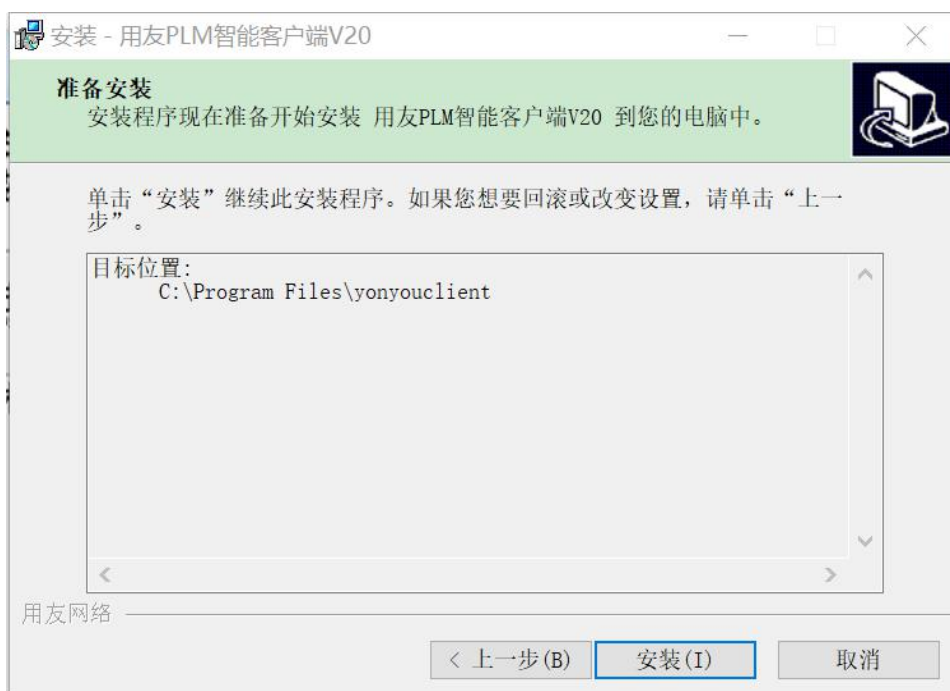 安装 - 用友PLM智能客户端V20
准备安装
安装程序现在准备开始安装 用友PLM智能客户端V20 到您的电脑中。
单击“安装”继续此安装程序。如果您想要回滚或改变设置，请单击“上一
步”。
目标位置:
C:\Program Files\yonyouclient
用友网络
< 上一步(B)
安装(I)
取消